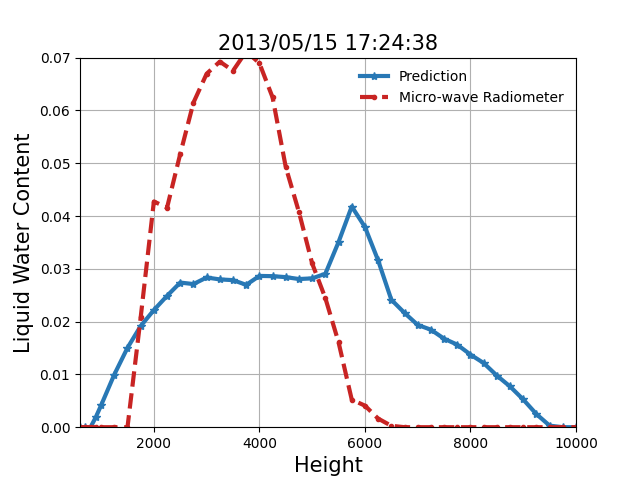 2013/05/15 17:24:38
0.07
0.06
0.05
0.04
0.03
0.02
0.01
0.00
Liquid Water Content
Prediction
Micro-wave Radiometer
2000 4000 6000 8000 10000
Height